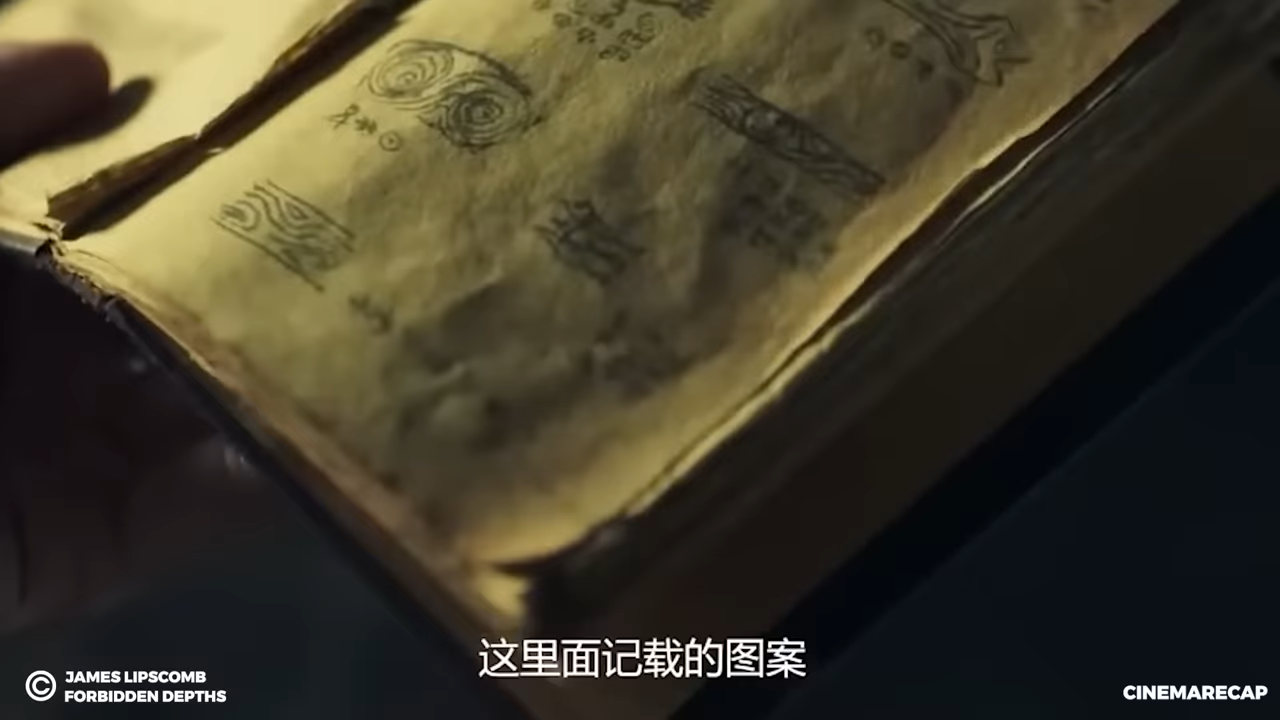 这里面记载的图案
© JAMES LIPSCOMB
FORBIDDEN DEPTHS
CINEMARECAP